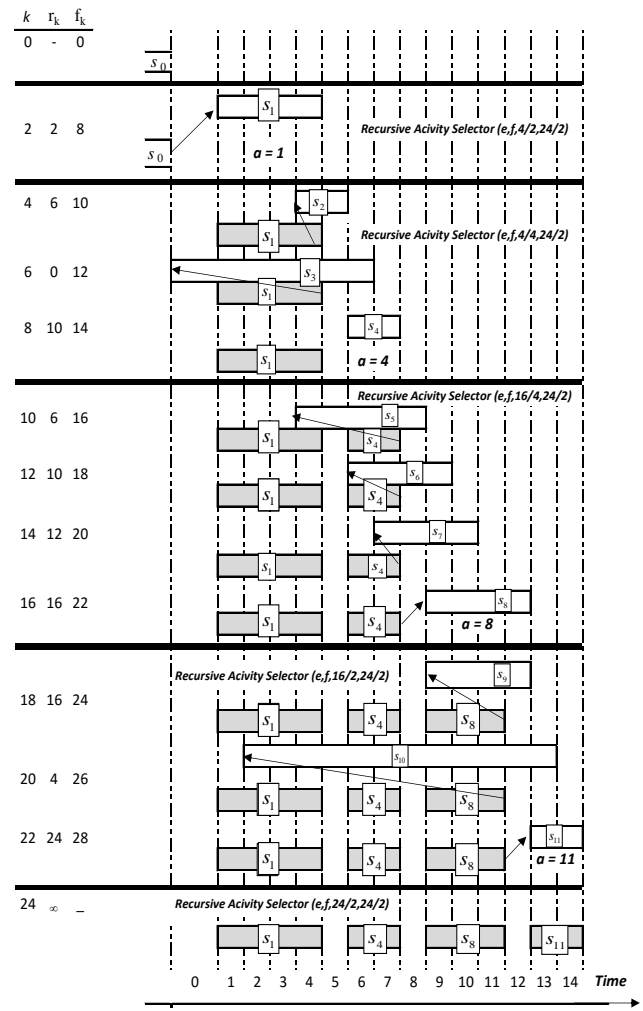 k r_k f_k
0 - 0
s_0
s_1
2 2 8
Recursive Acivity Selector (e,f,4/2,24/2)
s_0
a = 1
4 6 10
s_2
s_1
Recursive Acivity Selector (e,f,4/4,24/2)
6 0 12
s_3
s_1
8 10 14
s_4
s_1
a = 4
Recursive Acivity Selector (e,f,16/4,24/2)
10 6 16
s_5
s_1 s_4
12 10 18
s_6
s_1 s_4
14 12 20
s_7
s_1 s_4
16 16 22
s_8
s_1 s_4
a = 8
Recursive Acivity Selector (e,f,16/2,24/2)
s_9
18 16 24
s_1 s_4 s_8
s_10
20 4 26
s_1 s_4 s_8
22 24 28
s_11
s_1 s_4 s_8
a = 11
24 ∞ –
Recursive Acivity Selector (e,f,24/2,24/2)
s_1 s_4 s_8 s_11
0 1 2 3 4 5 6 7 8 9 10 11 12 13 14 Time